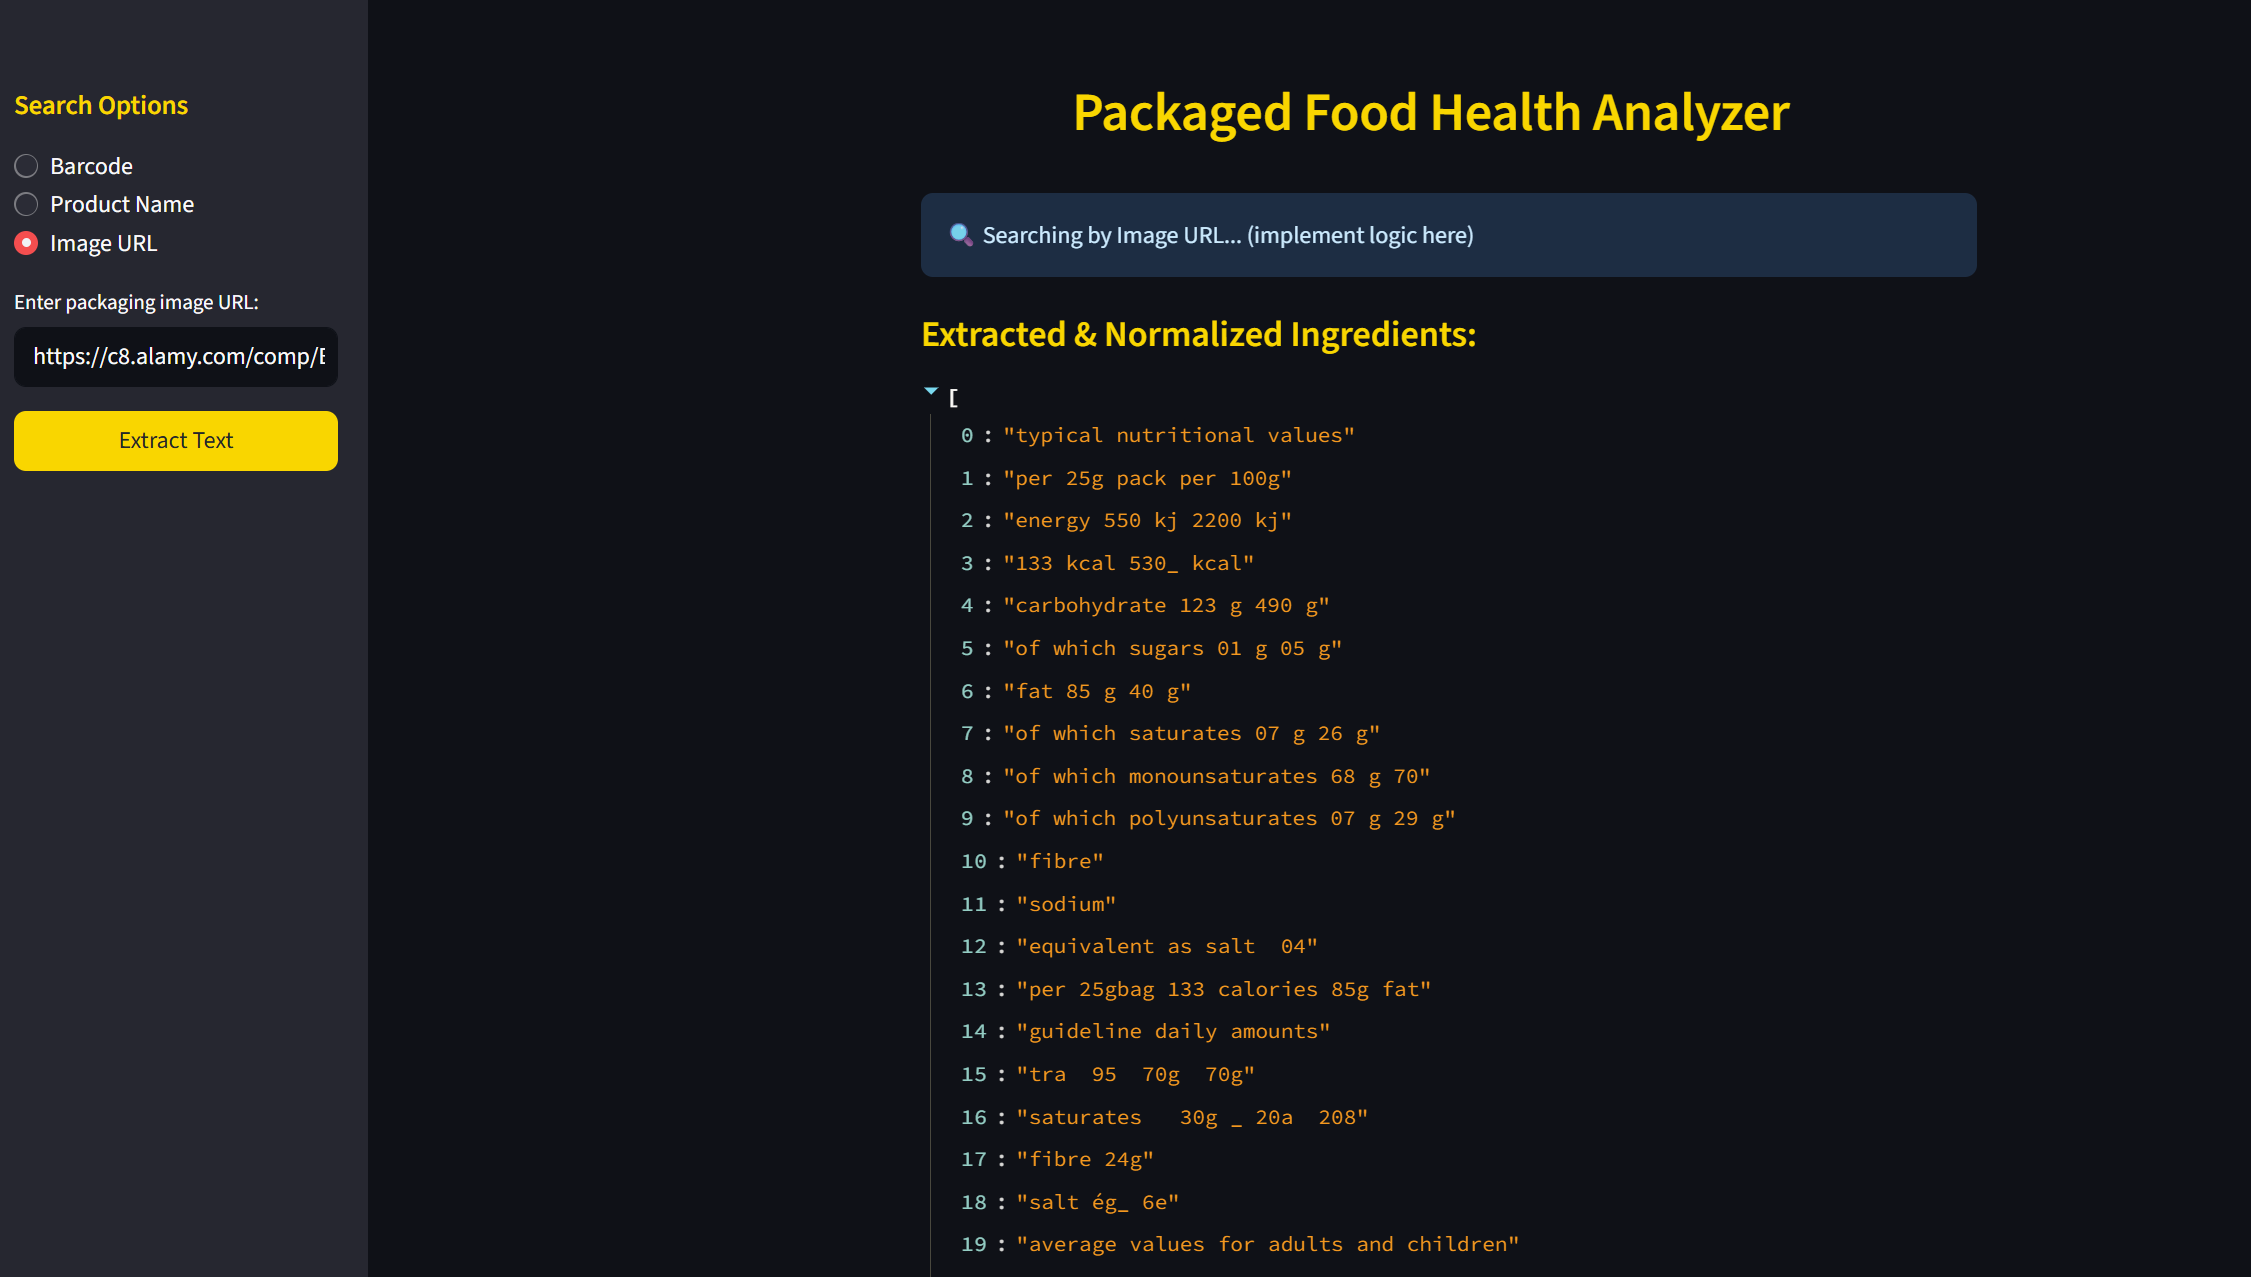 Search Options
Barcode
Product Name
Image URL
Enter packaging image URL:
https://c8.alamy.com/comp/E
Extract Text
Packaged Food Health Analyzer
🔍 Searching by Image URL... (implement logic here)
Extracted & Normalized Ingredients:
[
0 : "typical nutritional values"
1 : "per 25g pack per 100g"
2 : "energy 550 kj 2200 kj"
3 : "133 kcal 530_ kcal"
4 : "carbohydrate 123 g 490 g"
5 : "of which sugars 01 g 05 g"
6 : "fat 85 g 40 g"
7 : "of which saturates 07 g 26 g"
8 : "of which monounsaturates 68 g 70"
9 : "of which polyunsaturates 07 g 29 g"
10 : "fibre"
11 : "sodium"
12 : "equivalent as salt  04"
13 : "per 25gbag 133 calories 85g fat"
14 : "guideline daily amounts"
15 : "tra  95  70g  70g"
16 : "saturates   30g _ 20a  208"
17 : "fibre 24g"
18 : "salt ég_ 6e"
19 : "average values for adults and children"